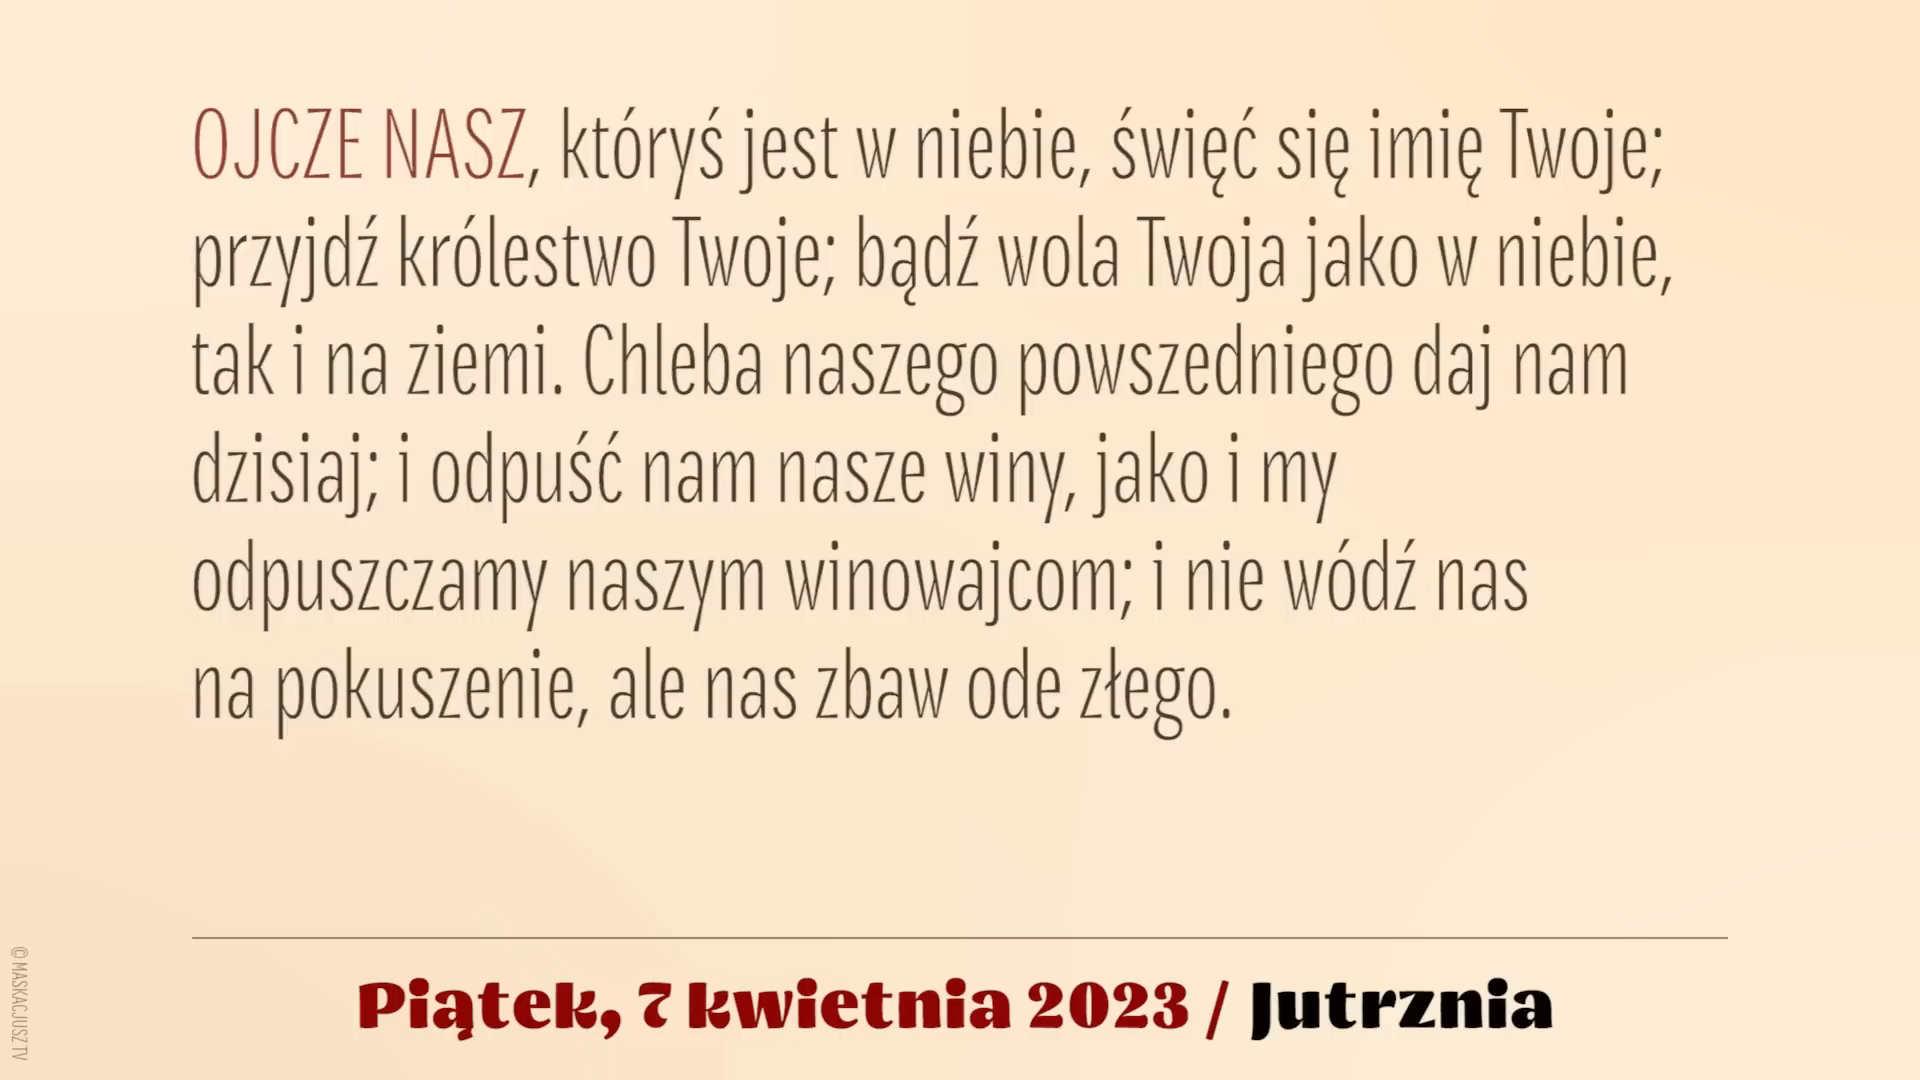 OJCZE NASZ, któryś jest w niebie, święć się imię Twoje;
przyjdź królestwo Twoje; bądź wola Twoja jako w niebie,
tak i na ziemi. Chleba naszego powszedniego daj nam
dzisiaj; i odpuść nam nasze winy, jako i my
odpuszczamy naszym winowajcom; i nie wódź nas
na pokuszenie, ale nas zbaw ode złego.
Piątek, 7 kwietnia 2023 / Jutrznia
© MASKACJUSZ TV